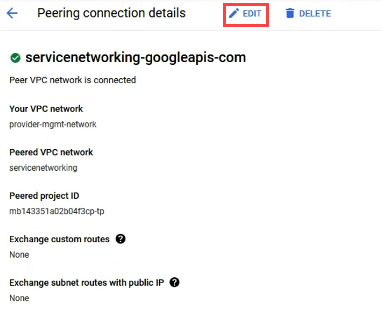 Peering connection details
EDIT
DELETE
servicenetworking-googleapis-com
Peer VPC network is connected
Your VPC network
provider-mgmt-network
Peered VPC network
servicenetworking
Peered project ID
mb143351a02b04f3cp-tp
Exchange custom routes ?
None
Exchange subnet routes with public IP ?
None